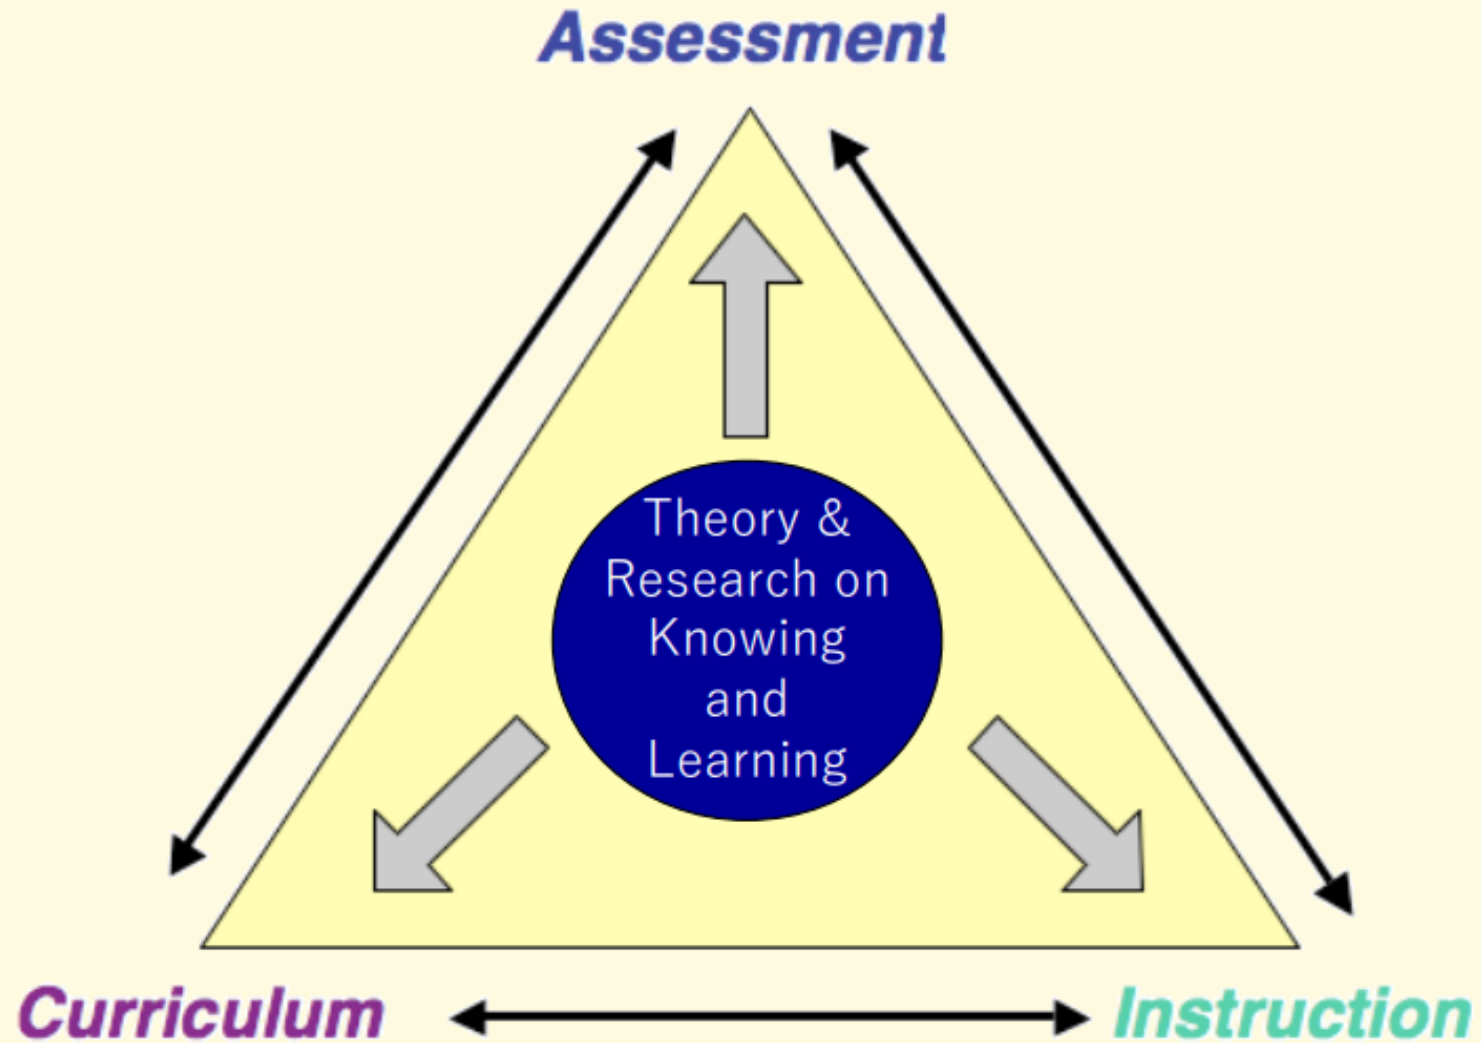 Assessment
Theory &
Research on
Knowing
and
Learning
Curriculum
Instruction